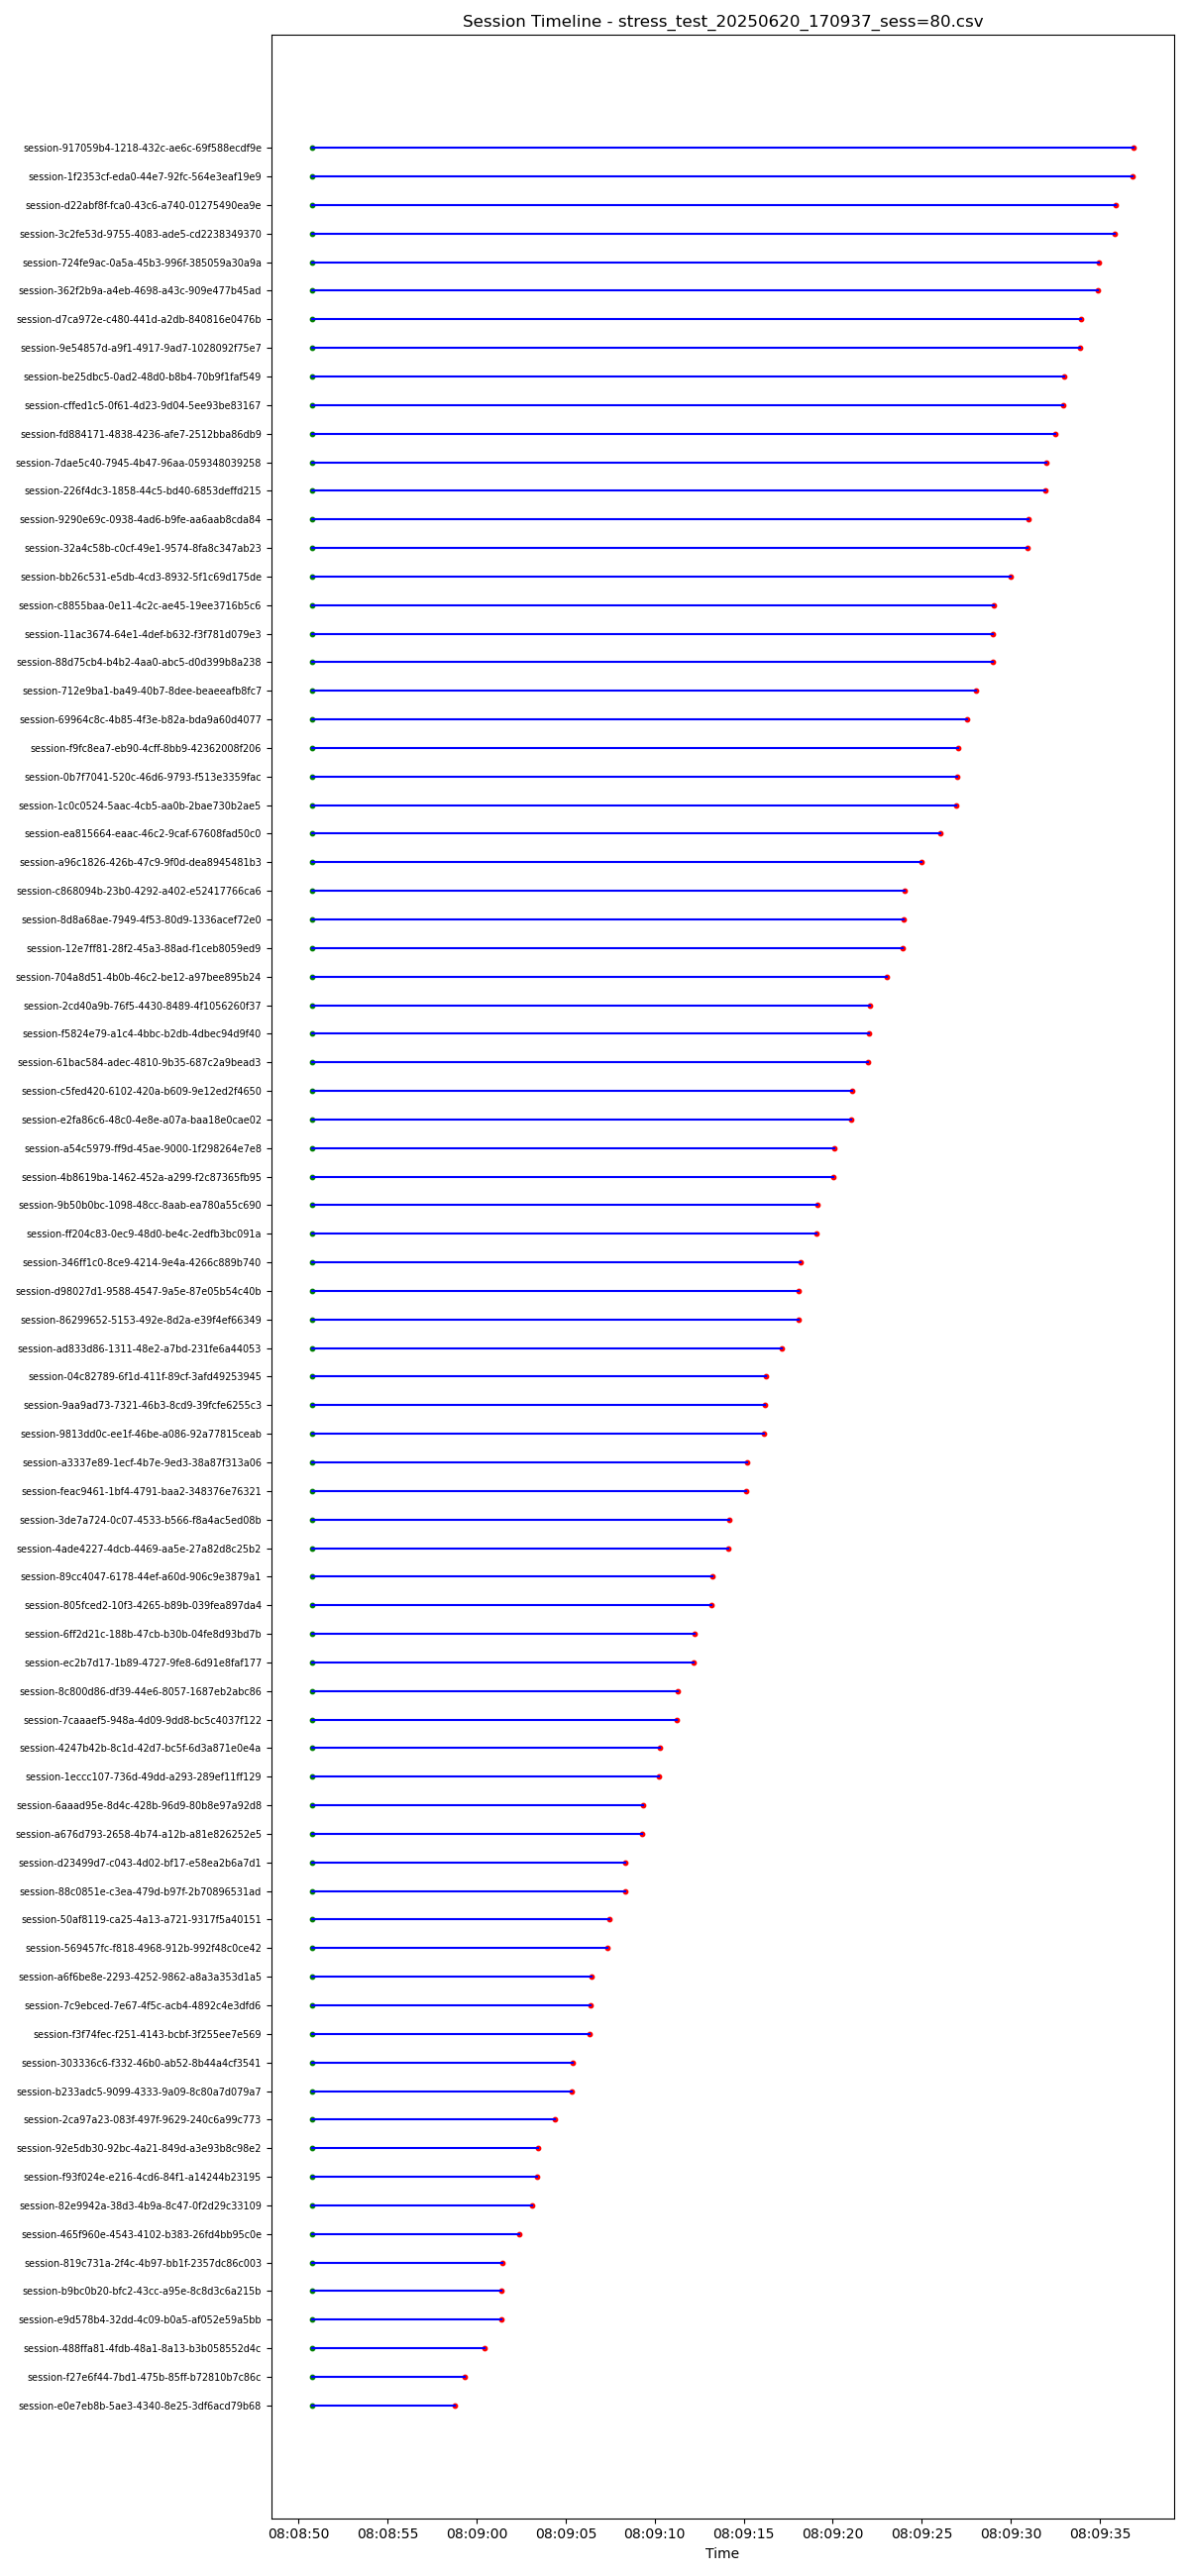 Session Timeline - stress_test_20250620_170937_sess=80.csv
session-917059b4-1218-432c-ae6c-69f588ecdf9e
session-1f2353cf-eda0-44e7-92fc-564e3eaf19e9
session-d22abf8f-fca0-43c6-a740-01275490ea9e
session-3c2fe53d-9755-4083-ade5-cd2238349370
session-724fe9ac-0a5a-45b3-996f-385059a30a9a
session-362f2b9a-a4eb-4698-a43c-909e477b45ad
session-d7ca972e-c480-441d-a2db-840816e0476b
session-9e54857d-a9f1-4917-9ad7-1028092f75e7
session-be25dbc5-0ad2-48d0-b8b4-70b9f1faf549
session-cffed1c5-0f61-4d23-9d04-5ee93be83167
session-fd884171-4838-4236-afe7-2512bba86db9
session-7dae5c40-7945-4b47-96aa-059348039258
session-226f4dc3-1858-44c5-bd40-6853deffd215
session-9290e69c-0938-4ad6-b9fe-aa6aab8cda84
session-32a4c58b-c0cf-49e1-9574-8fa8c347ab23
session-bb26c531-e5db-4cd3-8932-5f1c69d175de
session-c8855baa-0e11-4c2c-ae45-19ee3716b5c6
session-11ac3674-64e1-4def-b632-f3f781d079e3
session-88d75cb4-b4b2-4aa0-abc5-d0d399b8a238
session-712e9ba1-ba49-40b7-8dee-beaeeafb8fc7
session-69964c8c-4b85-4f3e-b82a-bda9a60d4077
session-f9fc8ea7-eb90-4cff-8bb9-42362008f206
session-0b7f7041-520c-46d6-9793-f513e3359fac
session-1c0c0524-5aac-4cb5-aa0b-2bae730b2ae5
session-ea815664-eaac-46c2-9caf-67608fad50c0
session-a96c1826-426b-47c9-9f0d-dea8945481b3
session-c868094b-23b0-4292-a402-e52417766ca6
session-8d8a68ae-7949-4f53-80d9-1336acef72e0
session-12e7ff81-28f2-45a3-88ad-f1ceb8059ed9
session-704a8d51-4b0b-46c2-be12-a97bee895b24
session-2cd40a9b-76f5-4430-8489-4f1056260f37
session-f5824e79-a1c4-4bbc-b2db-4dbec94d9f40
session-61bac584-adec-4810-9b35-687c2a9bead3
session-c5fed420-6102-420a-b609-9e12ed2f4650
session-e2fa86c6-48c0-4e8e-a07a-baa18e0cae02
session-a54c5979-ff9d-45ae-9000-1f298264e7e8
session-4b8619ba-1462-452a-a299-f2c87365fb95
session-9b50b0bc-1098-48cc-8aab-ea780a55c690
session-ff204c83-0ec9-48d0-be4c-2edfb3bc091a
session-346ff1c0-8ce9-4214-9e4a-4266c889b740
session-d98027d1-9588-4547-9a5e-87e05b54c40b
session-86299652-5153-492e-8d2a-e39f4ef66349
session-ad833d86-1311-48e2-a7bd-231fe6a44053
session-04c82789-6f1d-411f-89cf-3afd49253945
session-9aa9ad73-7321-46b3-8cd9-39fcfe6255c3
session-9813dd0c-ee1f-46be-a086-92a77815ceab
session-a3337e89-1ecf-4b7e-9ed3-38a87f313a06
session-feac9461-1bf4-4791-baa2-348376e76321
session-3de7a724-0c07-4533-b566-f8a4ac5ed08b
session-4ade4227-4dcb-4469-aa5e-27a82d8c25b2
session-89cc4047-6178-44ef-a60d-906c9e3879a1
session-805fced2-10f3-4265-b89b-039fea897da4
session-6ff2d21c-188b-47cb-b30b-04fe8d93bd7b
session-ec2b7d17-1b89-4727-9fe8-6d91e8faf177
session-8c800d86-df39-44e6-8057-1687eb2abc86
session-7caaaef5-948a-4d09-9dd8-bc5c4037f122
session-4247b42b-8c1d-42d7-bc5f-6d3a871e0e4a
session-1eccc107-736d-49dd-a293-289ef11ff129
session-6aaad95e-8d4c-428b-96d9-80b8e97a92d8
session-a676d793-2658-4b74-a12b-a81e826252e5
session-d23499d7-c043-4d02-bf17-e58ea2b6a7d1
session-88c0851e-c3ea-479d-b97f-2b70896531ad
session-50af8119-ca25-4a13-a721-9317f5a40151
session-569457fc-f818-4968-912b-992f48c0ce42
session-a6f6be8e-2293-4252-9862-a8a3a353d1a5
session-7c9ebced-7e67-4f5c-acb4-4892c4e3dfd6
session-f3f74fec-f251-4143-bcbf-3f255ee7e569
session-303336c6-f332-46b0-ab52-8b44a4cf3541
session-b233adc5-9099-4333-9a09-8c80a7d079a7
session-2ca97a23-083f-497f-9629-240c6a99c773
session-92e5db30-92bc-4a21-849d-a3e93b8c98e2
session-f93f024e-e216-4cd6-84f1-a14244b23195
session-82e9942a-38d3-4b9a-8c47-0f2d29c33109
session-465f960e-4543-4102-b383-26fd4bb95c0e
session-819c731a-2f4c-4b97-bb1f-2357dc86c003
session-b9bc0b20-bfc2-43cc-a95e-8c8d3c6a215b
session-e9d578b4-32dd-4c09-b0a5-af052e59a5bb
session-488ffa81-4fdb-48a1-8a13-b3b058552d4c
session-f27e6f44-7bd1-475b-85ff-b72810b7c86c
session-e0e7eb8b-5ae3-4340-8e25-3df6acd79b68
08:08:50 08:08:55 08:09:00 08:09:05 08:09:10 08:09:15 08:09:20 08:09:25 08:09:30 08:09:35
Time